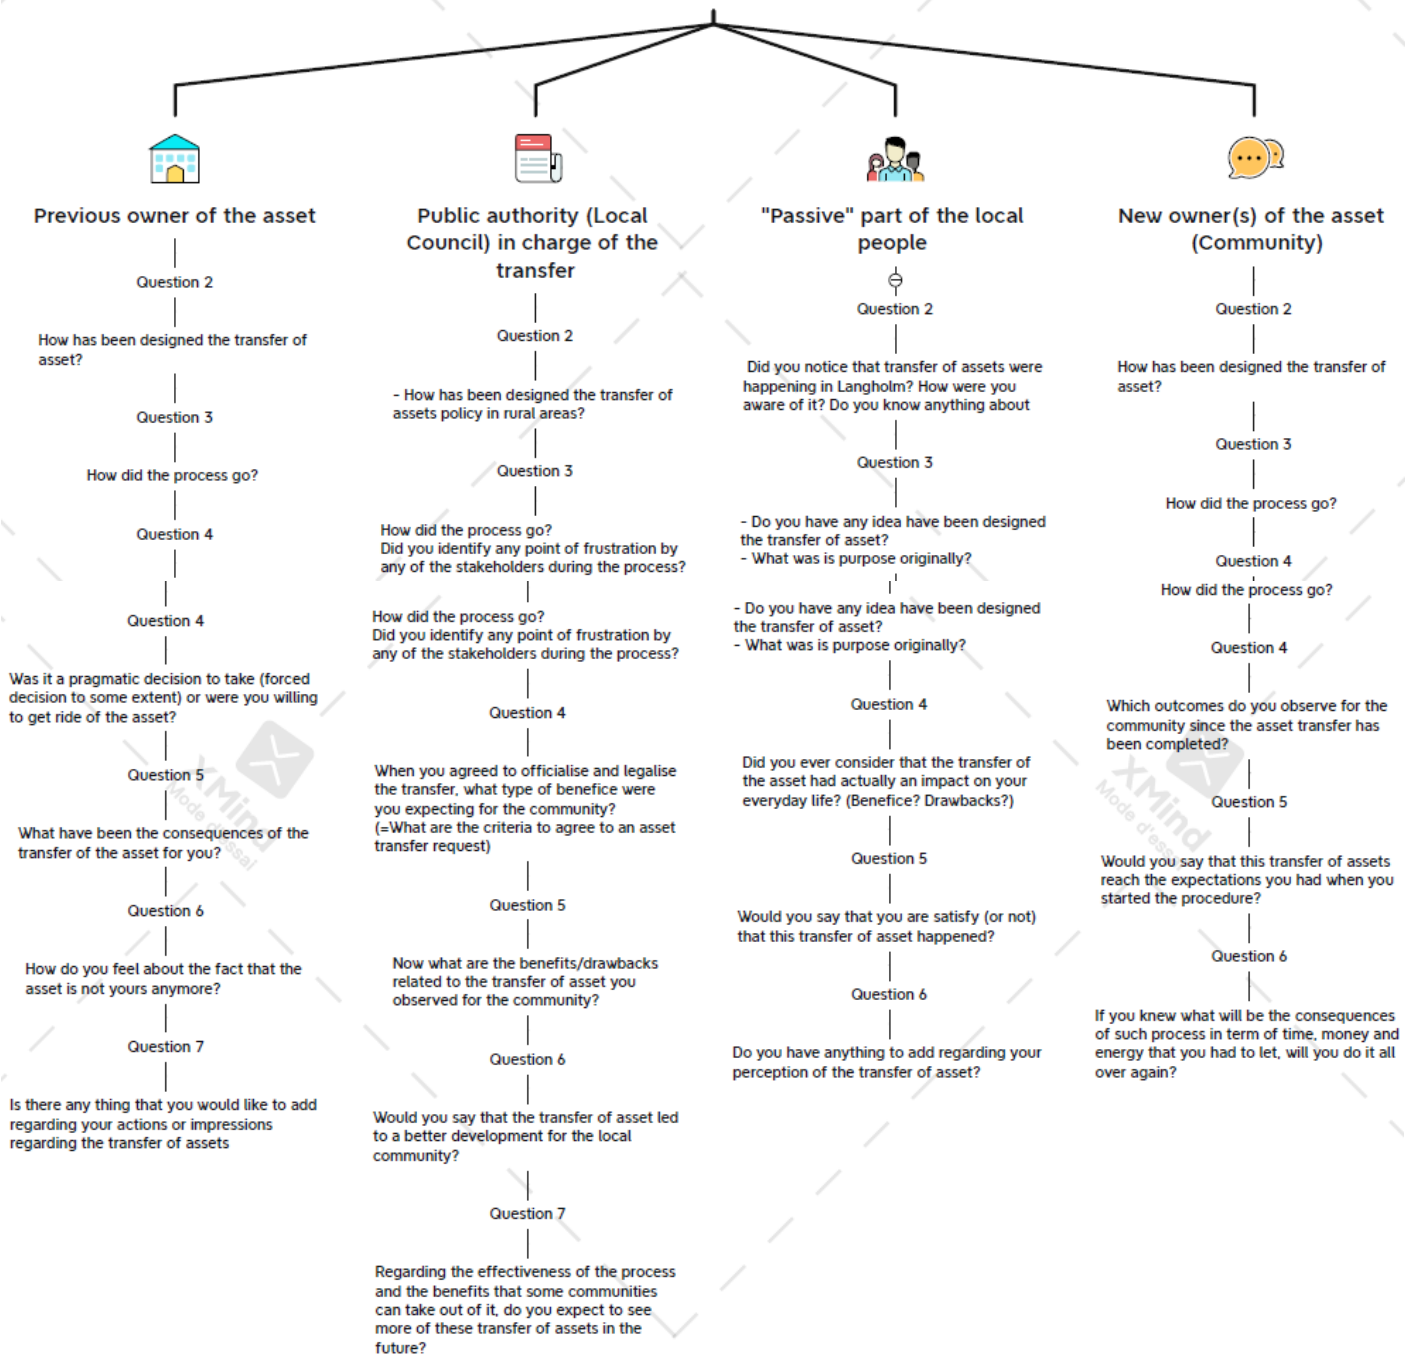 Previous owner of the asset
Question 2
How has been designed the transfer of
asset?
Question 3
How did the process go?
Question 4
Question 4
Was it a pragmatic decision to take (forced
decision to some extent) or were you willing
to get ride of the asset?
Question 5
What have been the consequences of the
transfer of the asset for you?
Question 6
How do you feel about the fact that the
asset is not yours anymore?
Question 7
Is there any thing that you would like to add
regarding your actions or impressions
regarding the transfer of assets
Public authority (Local
Council) in charge of the
transfer
Question 2
- How has been designed the transfer of
assets policy in rural areas?
Question 3
How did the process go?
Did you identify any point of frustration by
any of the stakeholders during the process?
How did the process go?
Did you identify any point of frustration by
any of the stakeholders during the process?
Question 4
When you agreed to officialise and legalise
the transfer, what type of benefice were
you expecting for the community?
(=What are the criteria to agree to an asset
transfer request)
Question 5
Now what are the benefits/drawbacks
related to the transfer of asset you
observed for the community?
Question 6
Would you say that the transfer of asset led
to a better development for the local
community?
Question 7
Regarding the effectiveness of the process
and the benefits that some communities
can take out of it, do you expect to see
more of these transfer of assets in the
future?
"Passive" part of the local
people
Question 2
Did you notice that transfer of assets were
happening in Langholm? How were you
aware of it? Do you know anything about
Question 3
- Do you have any idea have been designed
the transfer of asset?
- What was is purpose originally?
- Do you have any idea have been designed
the transfer of asset?
- What was is purpose originally?
Question 4
Did you ever consider that the transfer of
the asset had actually an impact on your
everyday life? (Benefice? Drawbacks?)
Question 5
Would you say that you are satisfy (or not)
that this transfer of asset happened?
Question 6
Do you have anything to add regarding your
perception of the transfer of asset?
New owner(s) of the asset
(Community)
Question 2
How has been designed the transfer of
asset?
Question 3
How did the process go?
Question 4
How did the process go?
Question 4
Which outcomes do you observe for the
community since the asset transfer has
been completed?
Question 5
Would you say that this transfer of assets
reach the expectations you had when you
started the procedure?
Question 6
If you knew what will be the consequences
of such process in term of time, money and
energy that you had to let, will you do it all
over again?
XMind
Mode d'essai
XMind
Mode d'essai